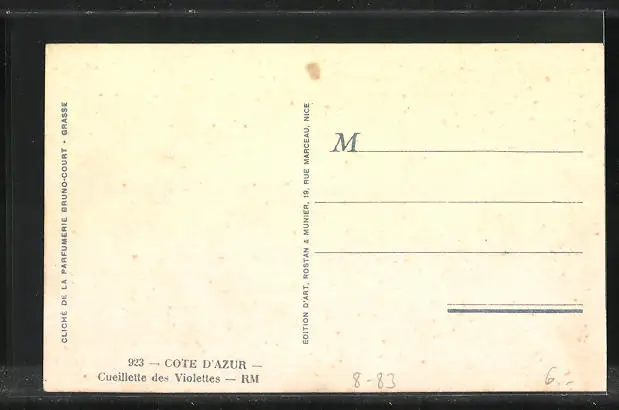 CLICHÉ DE LA PARFUMERIE BRUNO-COURT - GRASSE
923 — COTE D'AZUR —
Cueillette des Violettes — RM
EDITION D'ART, ROSTAN & MUNIER, 19, RUE MARCEAU, NICE
M
8-83
6.-